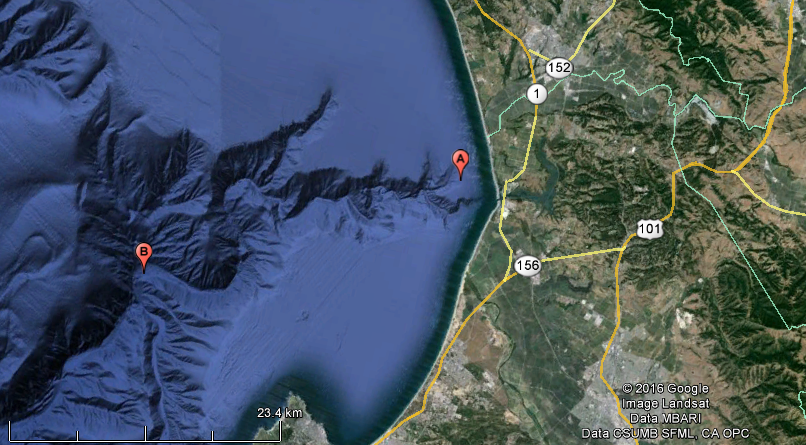 152
1
A
101
B
156
© 2016 Google
Image Landsat
Data MBARI
Data CSUMB SFML, CA OPC
23.4 km